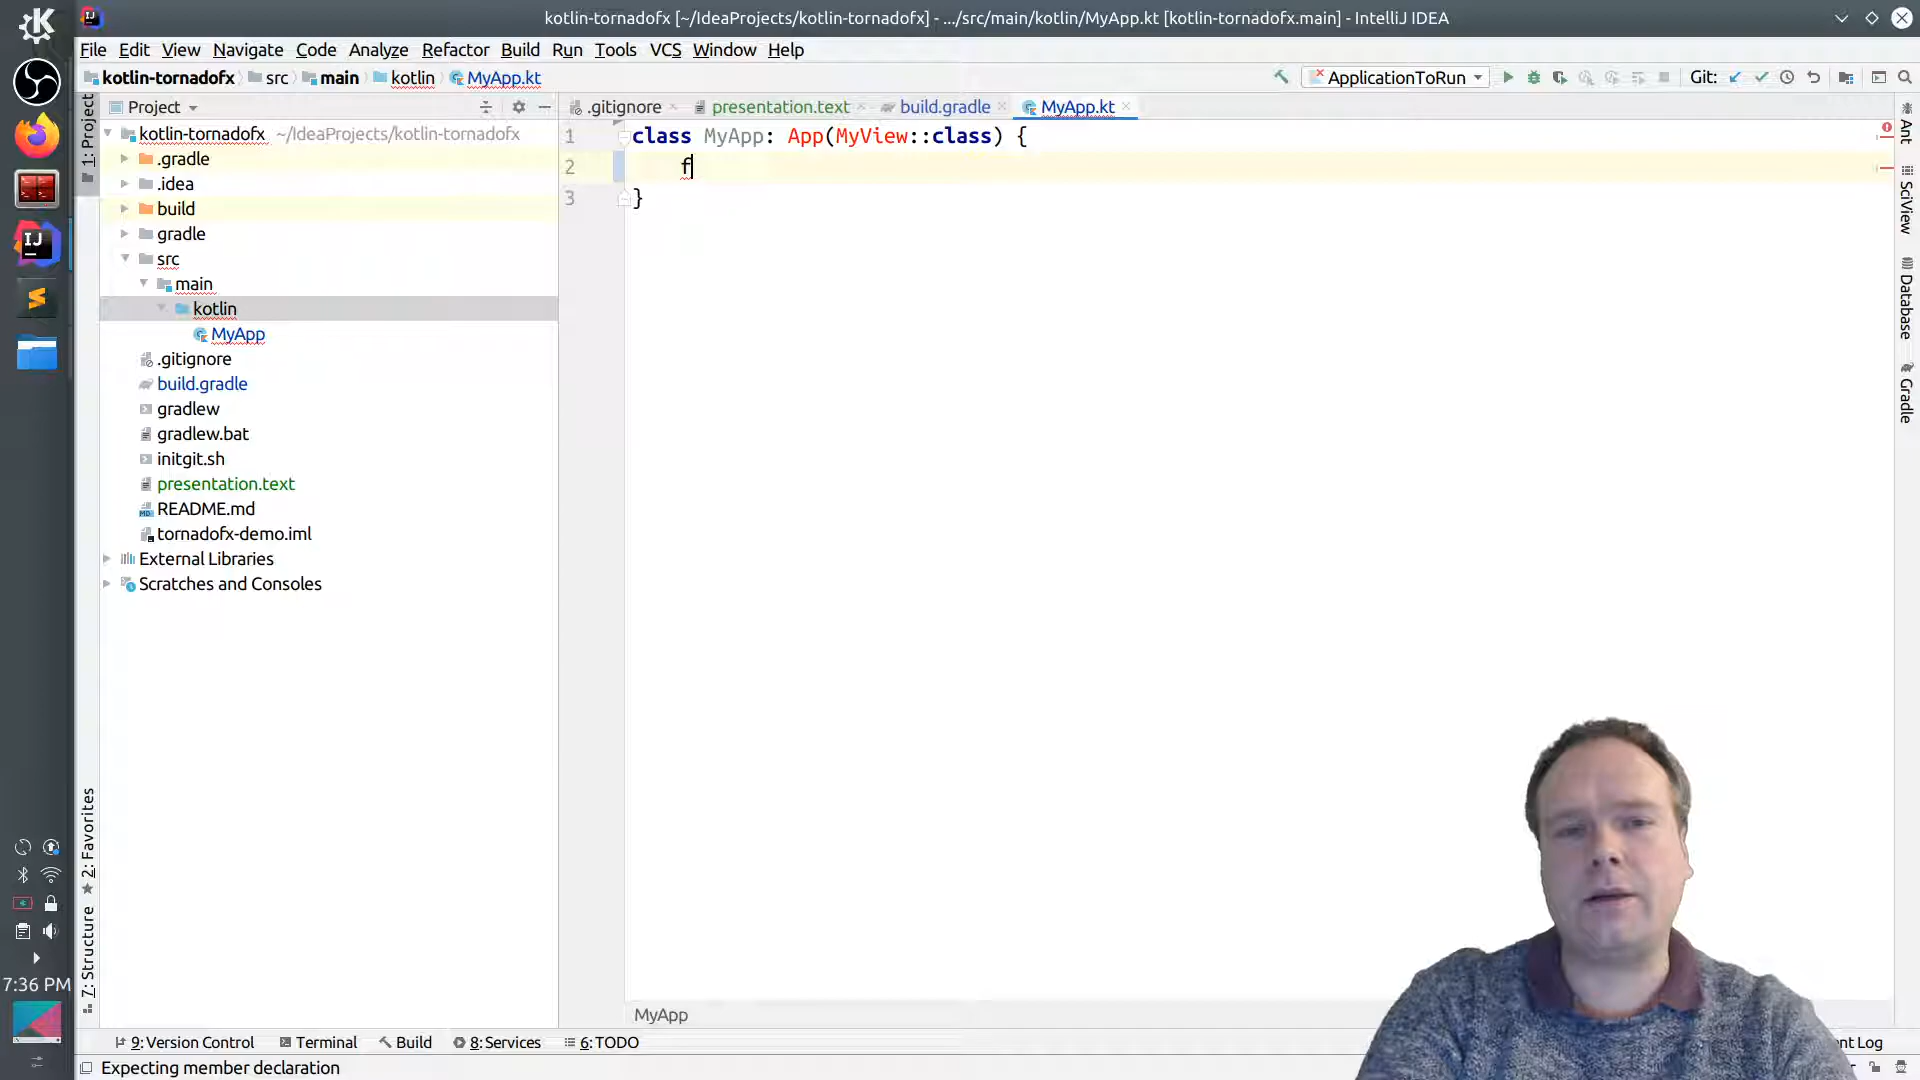 kotlin-tornadofx [~/IdeaProjects/kotlin-tornadofx] - .../src/main/kotlin/MyApp.kt [kotlin-tornadofx.main] - IntelliJ IDEA
File Edit View Navigate Code Analyze Refactor Build Run Tools VCS Window Help
kotlin-tornadofx src main kotlin MyApp.kt ApplicationToRun Git:
1: Project
Project
.gitignore presentation.text build.gradle MyApp.kt
kotlin-tornadofx ~/IdeaProjects/kotlin-tornadofx
.gradle
.idea
build
gradle
src
main
kotlin
MyApp
.gitignore
build.gradle
gradlew
gradlew.bat
initgit.sh
presentation.text
README.md
tornadofx-demo.iml
External Libraries
Scratches and Consoles
1 class MyApp: App(MyView::class) {
2 f
3 }
Ant
SciView
Database
Gradle
2: Favorites
7: Structure
7:36 PM
MyApp
9: Version Control Terminal Build 8: Services 6: TODO nt Log
Expecting member declaration